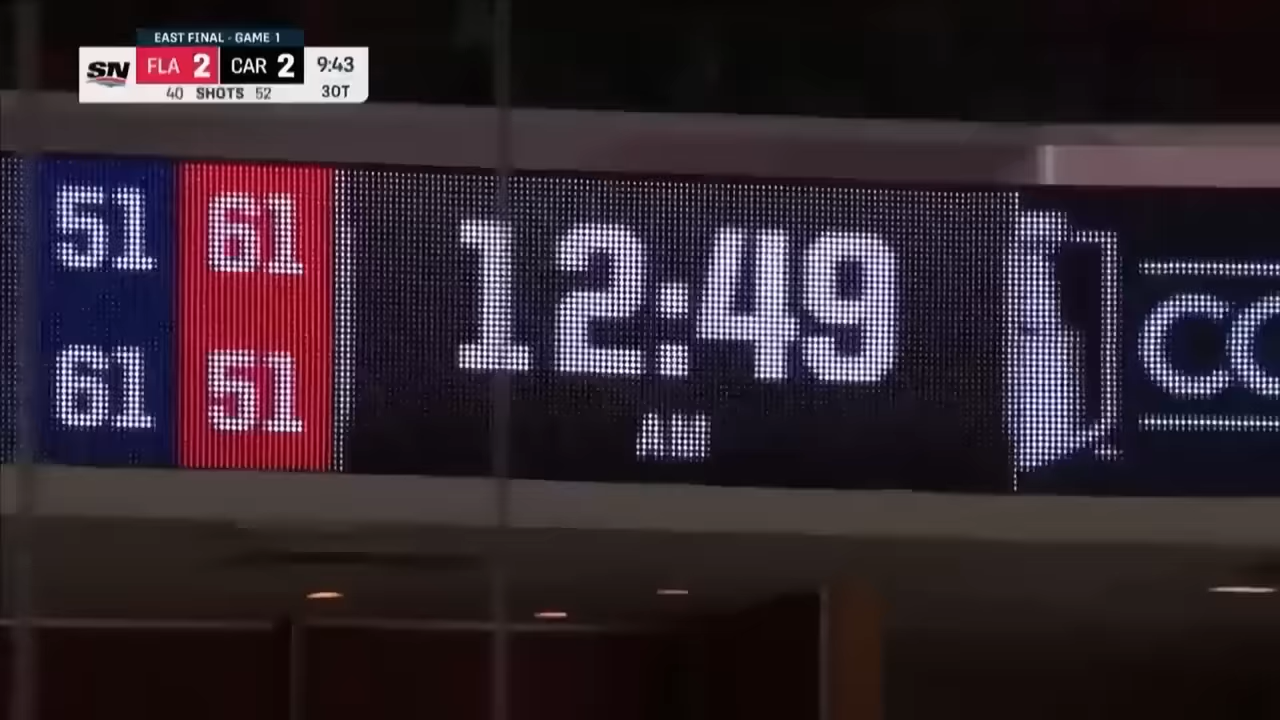 EAST FINAL - GAME 1
SN FLA 2 CAR 2 9:43
40 SHOTS 52 3OT
51 61
61 51
12:49
AM